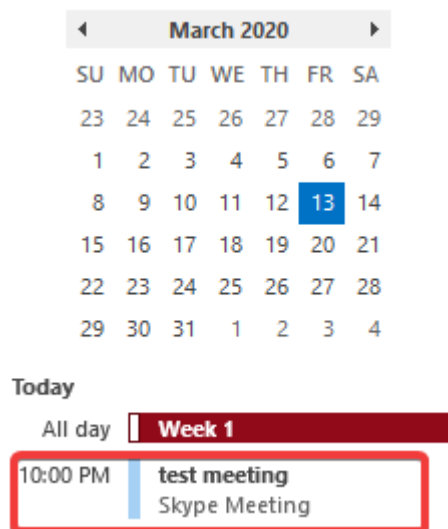 March 2020
SU MO TU WE TH FR SA
23 24 25 26 27 28 29
1 2 3 4 5 6 7
8 9 10 11 12 13 14
15 16 17 18 19 20 21
22 23 24 25 26 27 28
29 30 31 1 2 3 4
Today
All day Week 1
10:00 PM test meeting
Skype Meeting